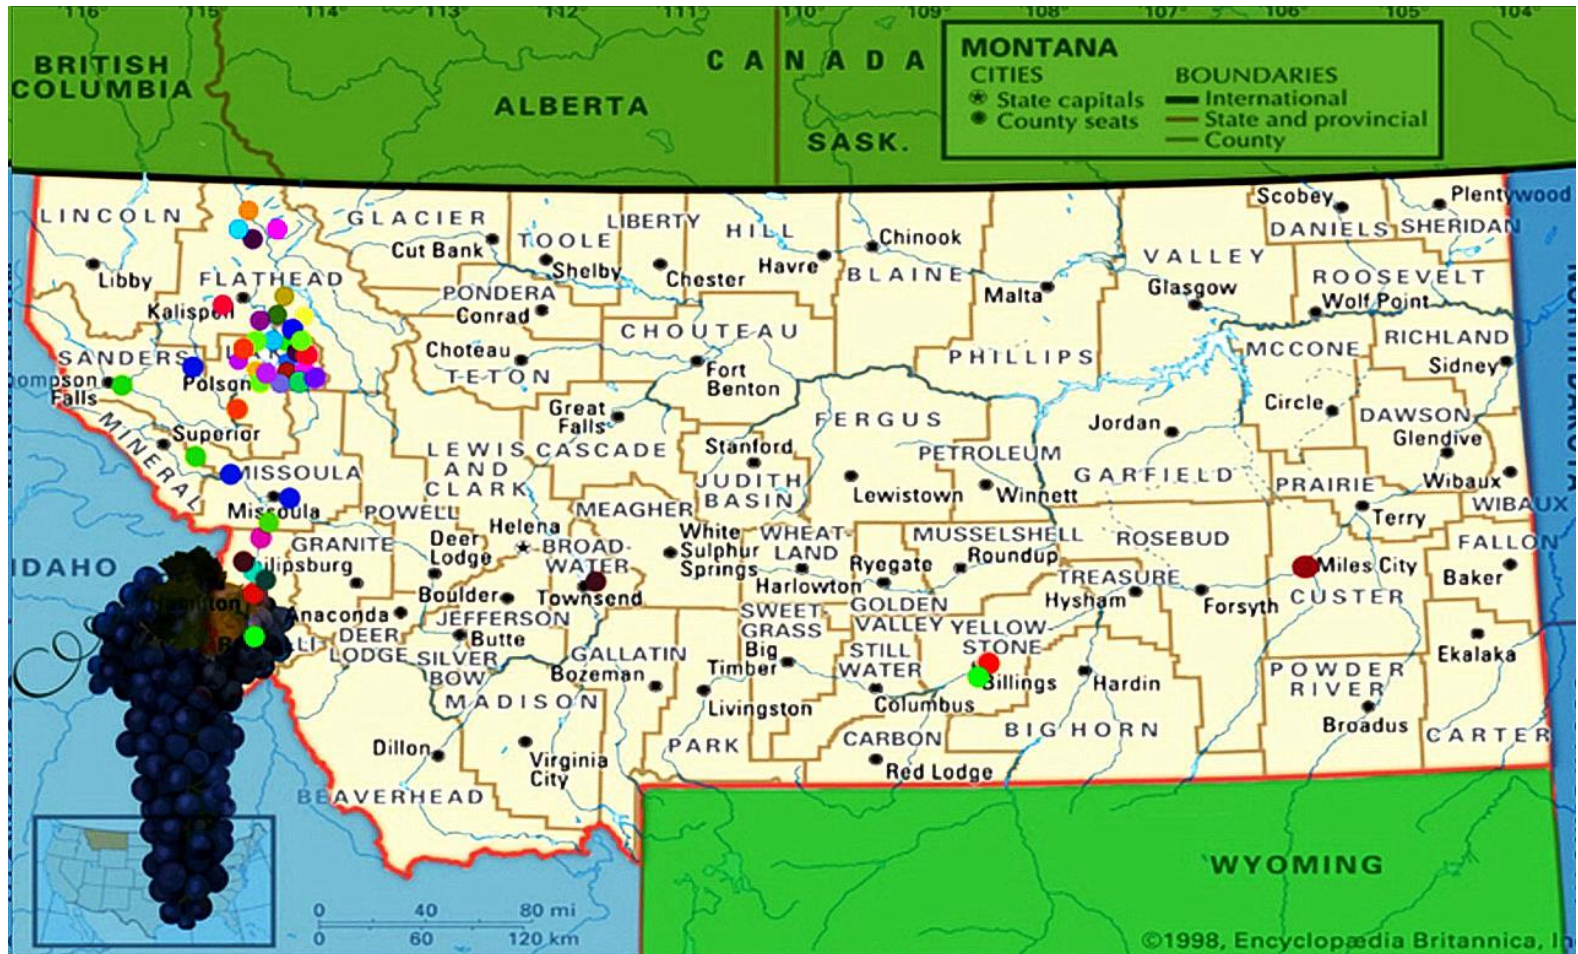 116 115 114 113 112 111 110 109 108 107 106 105 104
BRITISH
COLUMBIA
ALBERTA
CANADA
SASK.
MONTANA
CITIES
State capitals
County seats
BOUNDARIES
International
State and provincial
County
LINCOLN
Libby
FLATHEAD
Kalispell
GLACIER
Cut Bank
TOOLE
Shelby
LIBERTY
Chester
HILL
Havre
Chinook
BLAINE
Malta
PHILLIPS
VALLEY
Glasgow
Scobey
DANIELS
Plentywood
SHERIDAN
ROOSEVELT
Wolf Point
RICHLAND
Sidney
PONDERA
Conrad
CHOUTEAU
Fort
Benton
Choteau
TETON
SANDERS
ompson
Falls
Polson
MINERAL
Superior
MISSOULA
Missoula
LEWIS
AND
CLARK
CASCADE
Great
Falls
POWELL
GRANITE
ilipsburg
Deer
Lodge
Helena
BROAD-
WATER
Townsend
MEAGHER
White
Sulphur
Springs
JUDITH
BASIN
Stanford
FERGUS
Lewistown
PETROLEUM
Winnett
GARFIELD
Jordan
MCCONE
Circle
DAWSON
Glendive
PRAIRIE
Terry
Wibaux
WIBAUX
FALLON
Baker
WHEAT-
LAND
Harlowton
MUSSELSHELL
Roundup
Ryegate
GOLDEN
VALLEY
ROSEBUD
Forsyth
TREASURE
Hysham
Miles City
CUSTER
Ekalaka
CARTER
POWDER
RIVER
Broadus
YELLOW-
STONE
Billings
BIG HORN
Hardin
STILL
WATER
Columbus
CARBON
Red Lodge
SWEET
GRASS
Big
Timber
PARK
Livingston
GALLATIN
Bozeman
MADISON
Virginia
City
JEFFERSON
Boulder
SILVER
BOW
Butte
DEER
LODGE
Anaconda
Hamilton
BEAVERHEAD
Dillon
IDAHO
NORTH DAKOTA
WYOMING
0 40 80 mi
0 60 120 km
©1998, Encyclopædia Britannica, In